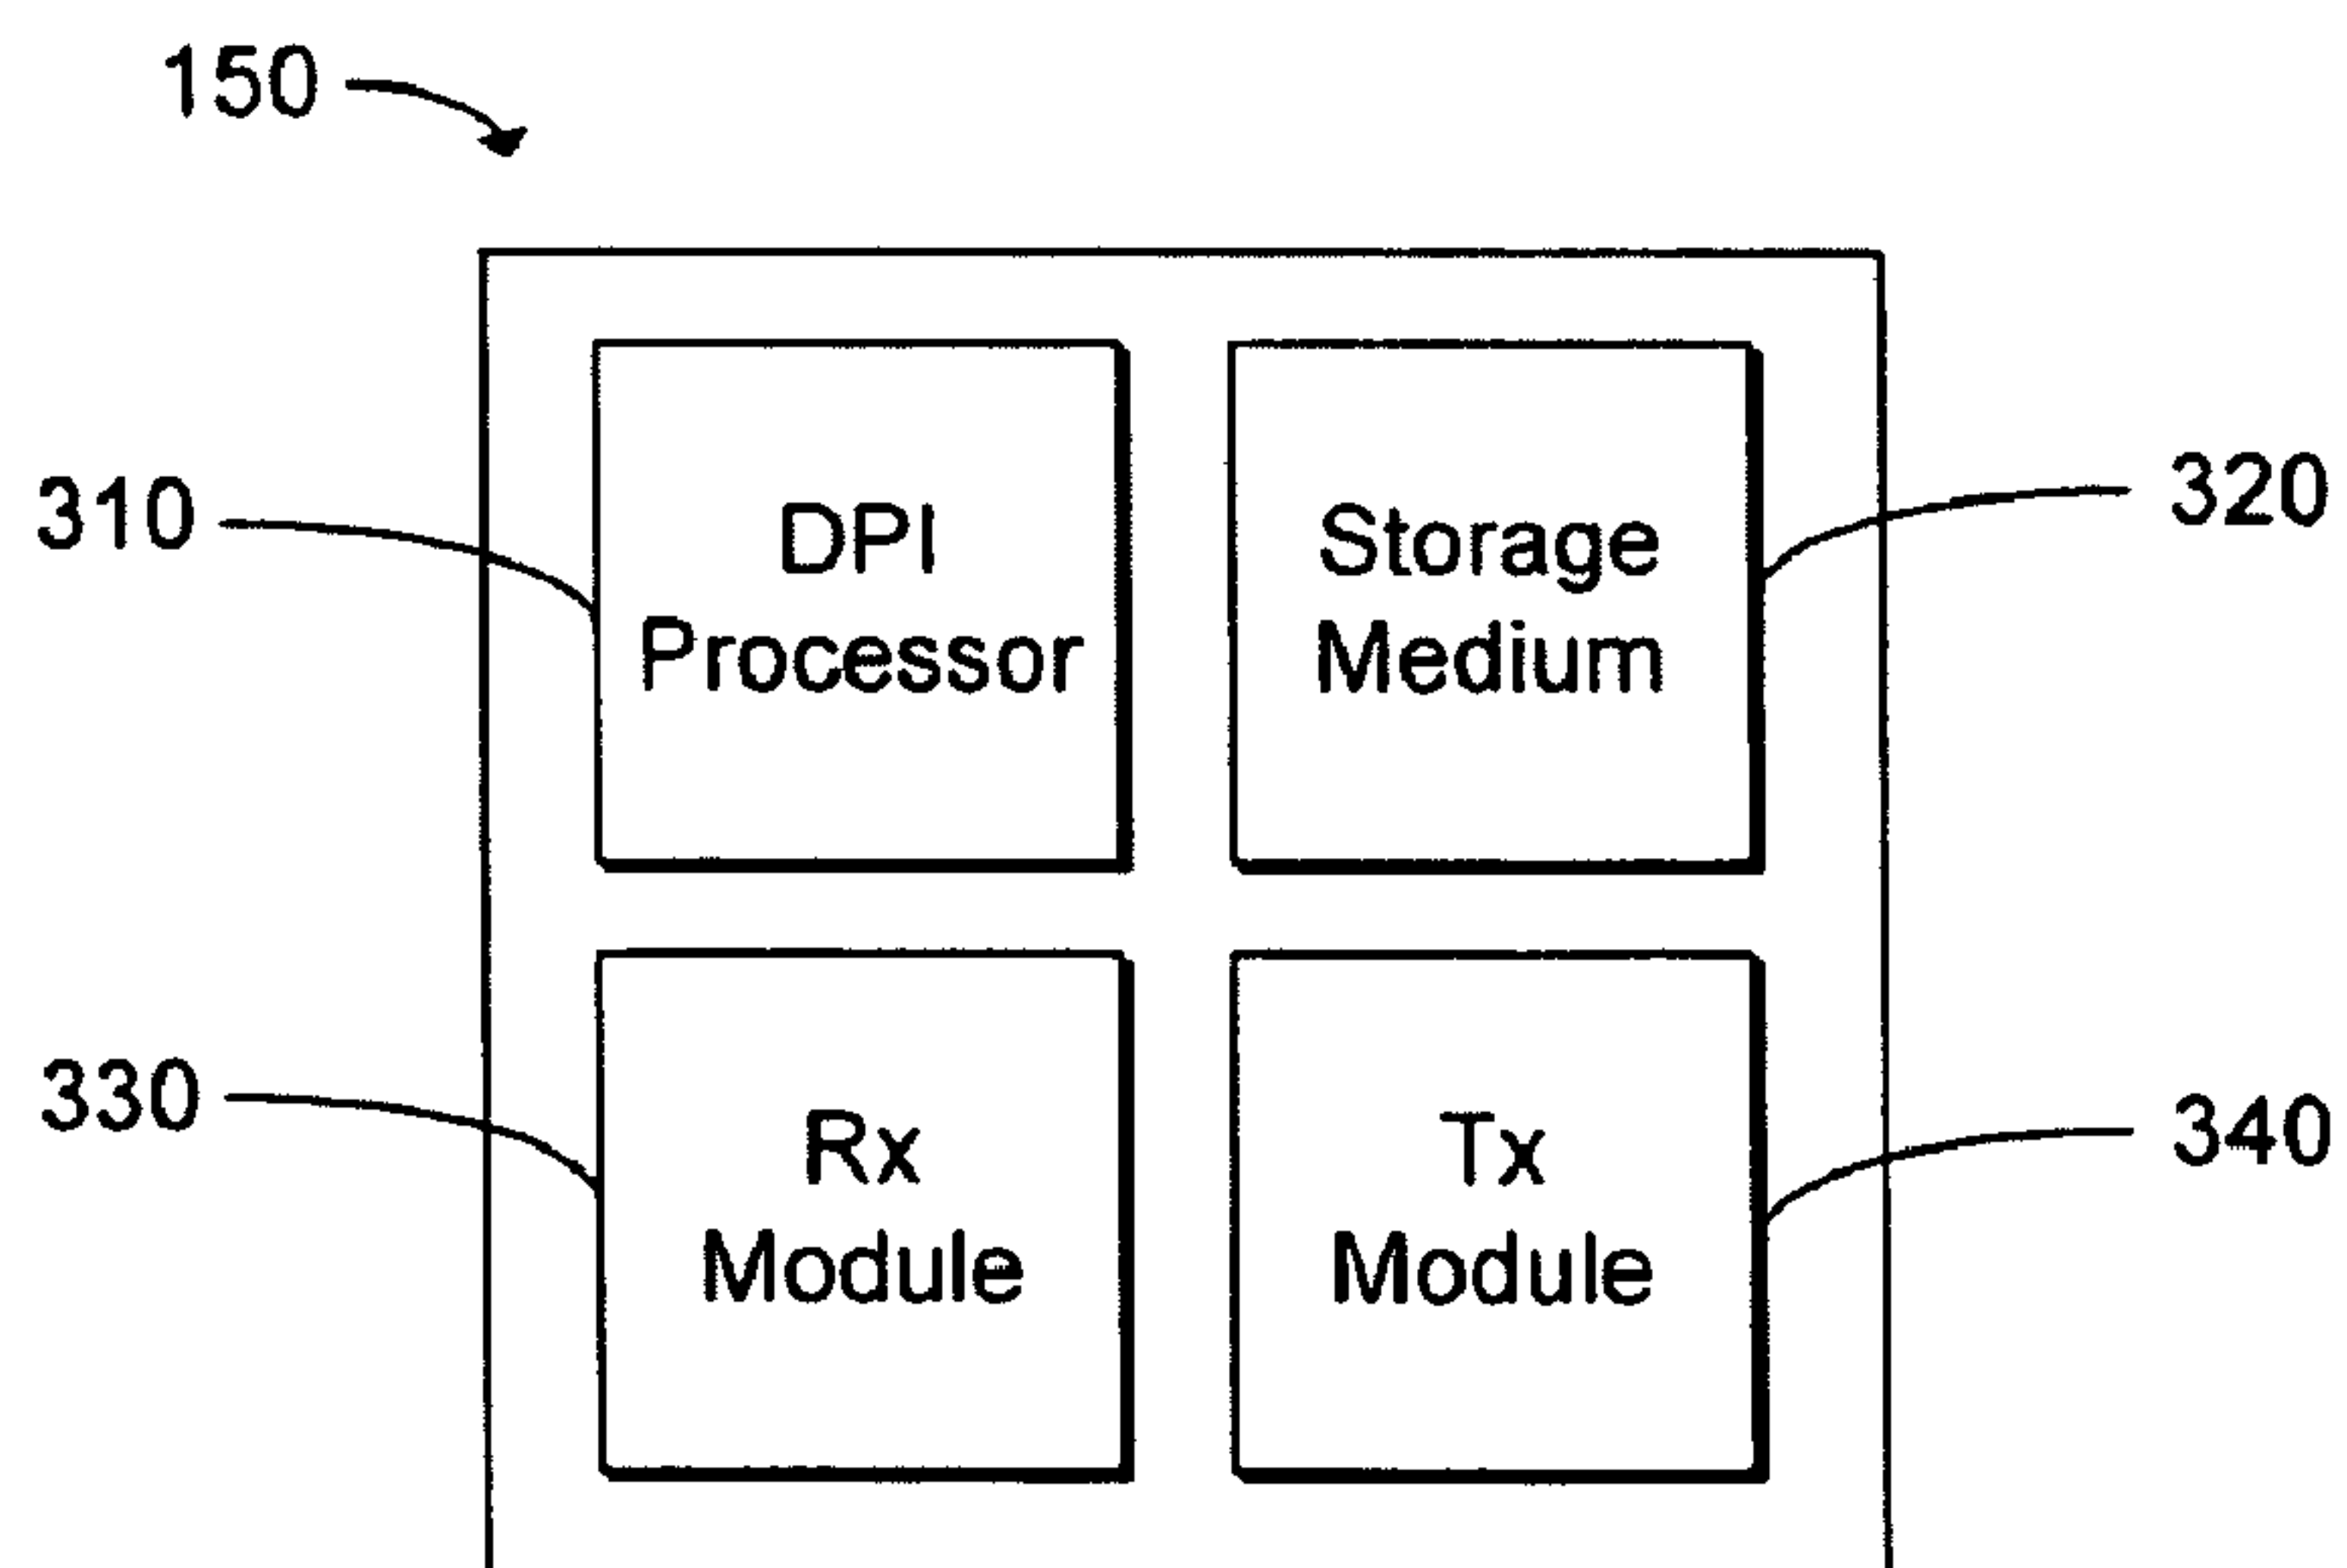 150
310
DPI
Processor
Storage
Medium
320
330
Rx
Module
Tx
Module
340